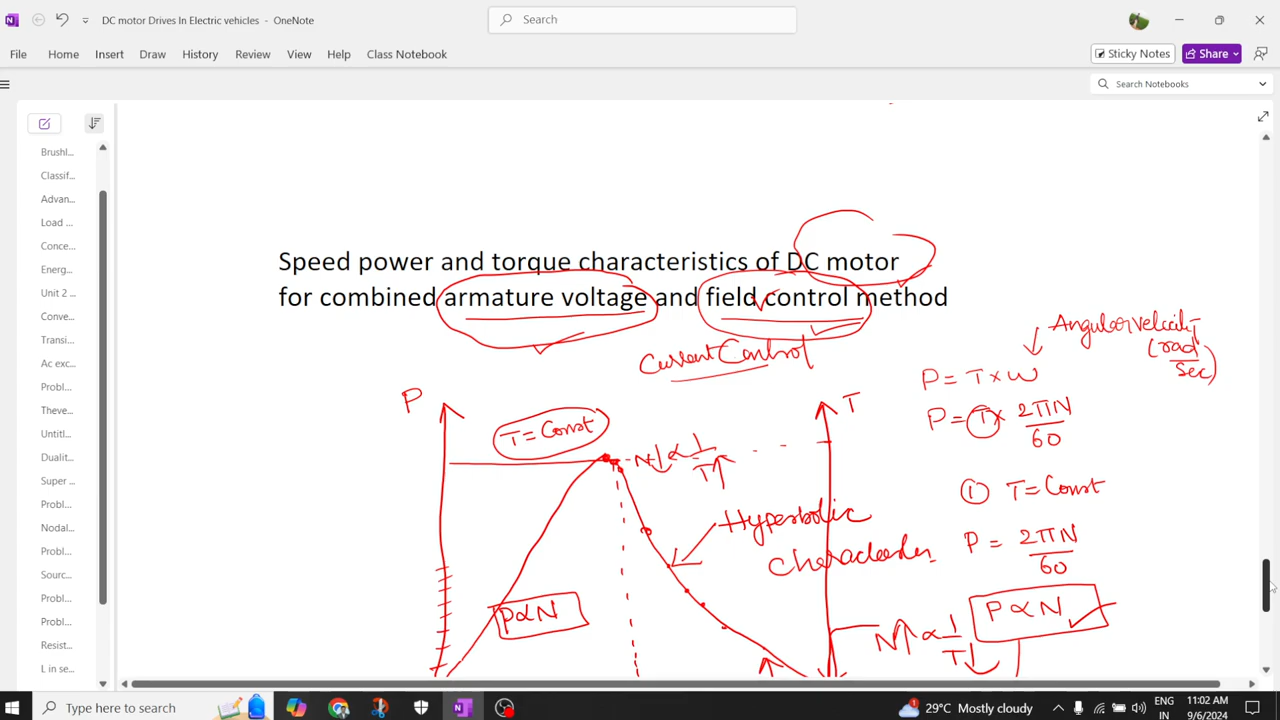 DC motor Drives In Electric vehicles - OneNote
Search
File Home Insert Draw History Review View Help Class Notebook
Sticky Notes Share
Search Notebooks
Brushl...
Classif...
Advan...
Load ...
Conce...
Energ...
Unit 2 ...
Conve...
Transi...
Ac exc...
Probl...
Theve...
Untitl...
Dualit...
Super ...
Probl...
Nodal...
Probl...
Sourc...
Probl...
Probl...
Resist...
L in se...
Speed power and torque characteristics of DC motor
for combined armature voltage and field control method
Current Control
Angular velocity
(rad/sec)
P = T × ω
P = T × 2πN/60
① T = Const
P = 2πN/60
P ∝ N
N↑ ∝ 1/T↓
P
T = Const
T
N↓ ∝ 1/T↑
Hyperbolic
P ∝ N
Type here to search
29°C Mostly cloudy
ENG
IN
11:02 AM
9/6/2024